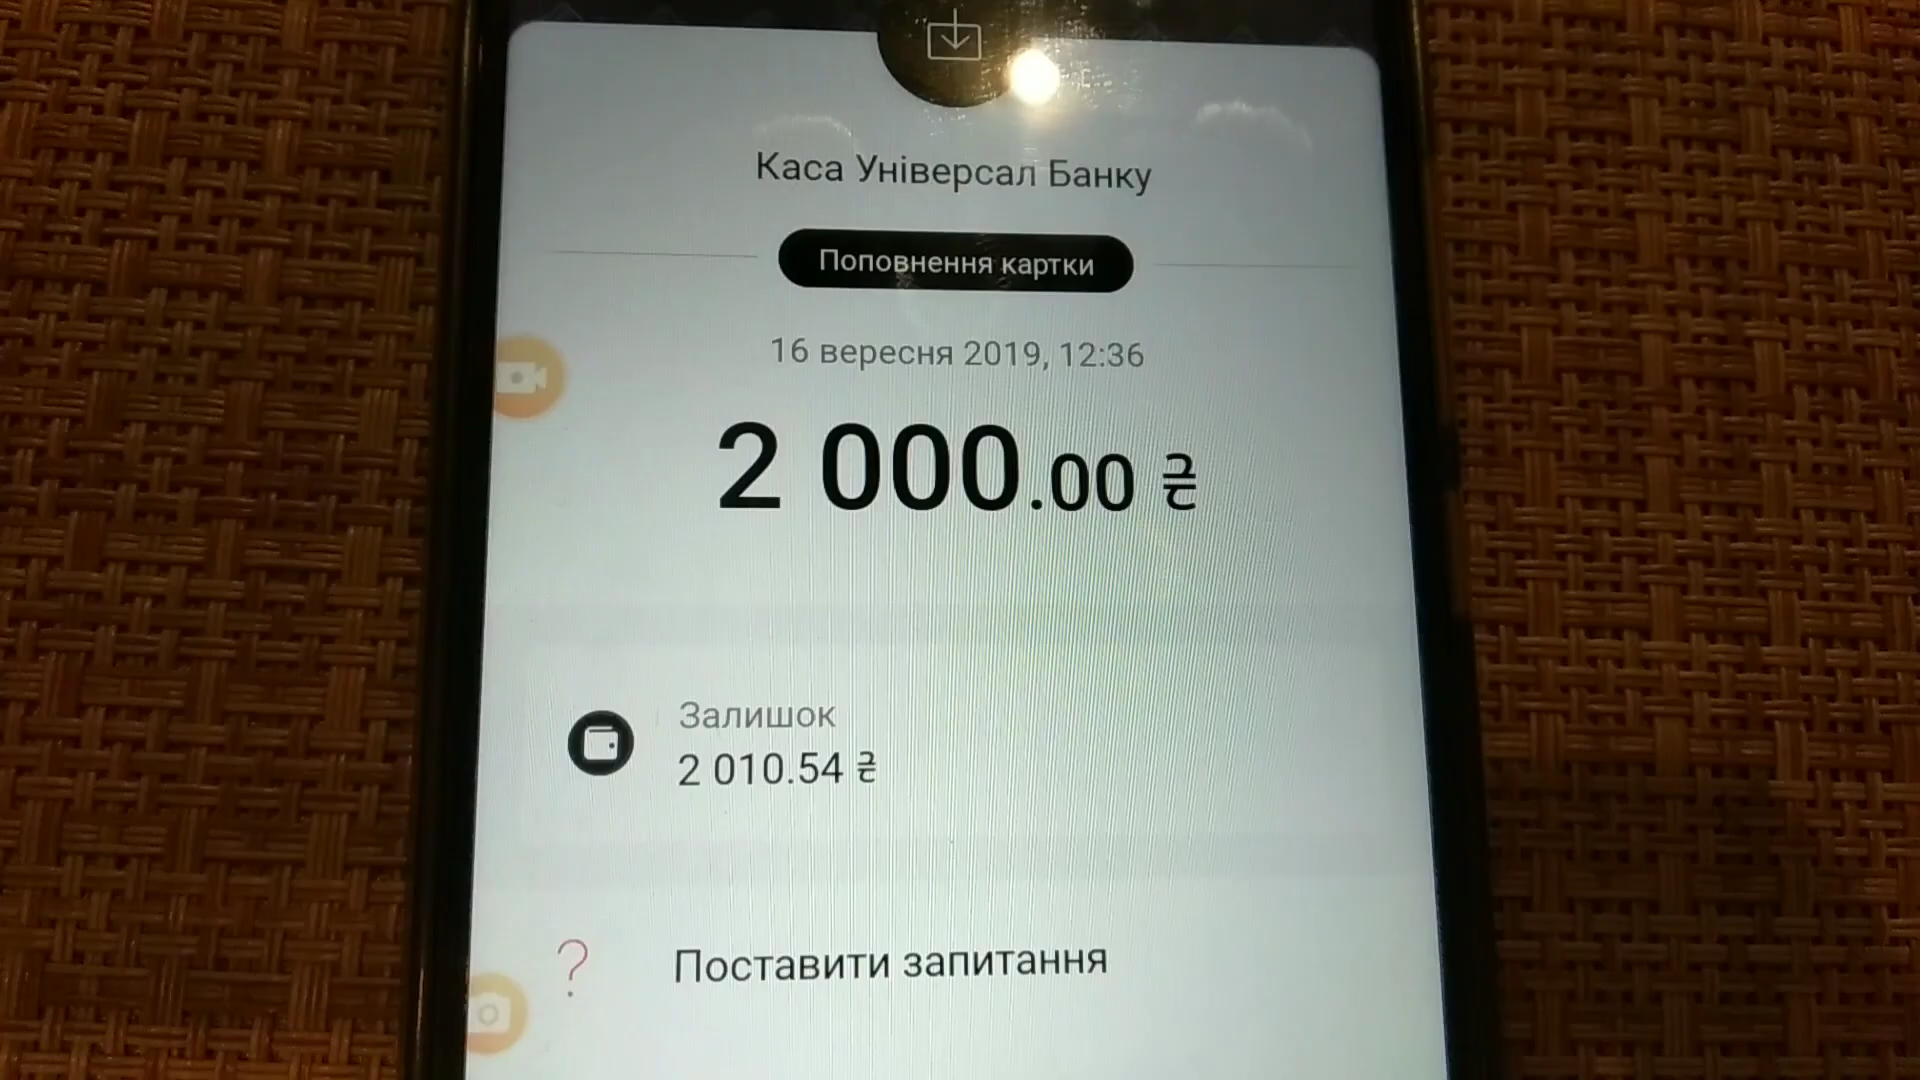 Каса Універсал Банку
Поповнення картки
16 вересня 2019, 12:36
2 000.00 ₴
Залишок
2 010.54 ₴
? Поставити запитання